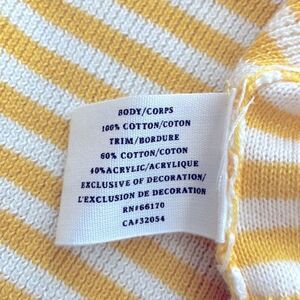 BODY/CORPS
100% COTTON/COTON
TRIM/BORDURE
60% COTTON/COTON
40%ACRYLIC/ACRYLIQUE
EXCLUSIVE OF DECORATION/
L'EXCLUSION DE DECORATION
RN#66170
CA#32054